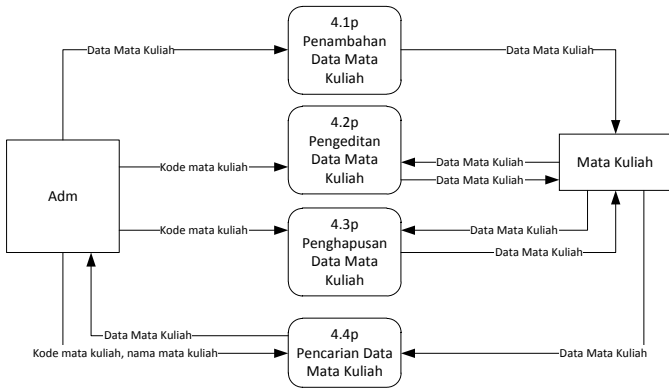 4.1p
Penambahan
Data Mata
Kuliah
Data Mata Kuliah
Data Mata Kuliah
4.2p
Pengeditan
Data Mata
Kuliah
Adm
Kode mata kuliah
Data Mata Kuliah
Data Mata Kuliah
Mata Kuliah
4.3p
Penghapusan
Data Mata
Kuliah
Kode mata kuliah
Data Mata Kuliah
Data Mata Kuliah
4.4p
Pencarian Data
Mata Kuliah
Data Mata Kuliah
Kode mata kuliah, nama mata kuliah
Data Mata Kuliah